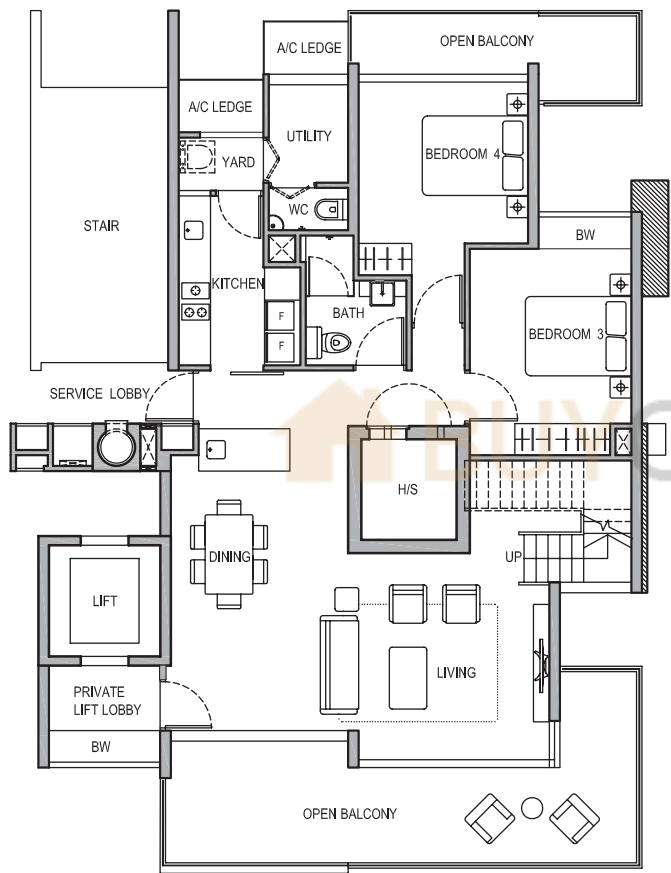 OPEN BALCONY
A/C LEDGE
A/C LEDGE
UTILITY
YARD
BEDROOM 4
WC
STAIR
BW
KITCHEN
BATH
F
F
BEDROOM 3
SERVICE LOBBY
BUY
H/S
DINING
UP
LIFT
LIVING
PRIVATE
LIFT LOBBY
BW
OPEN BALCONY